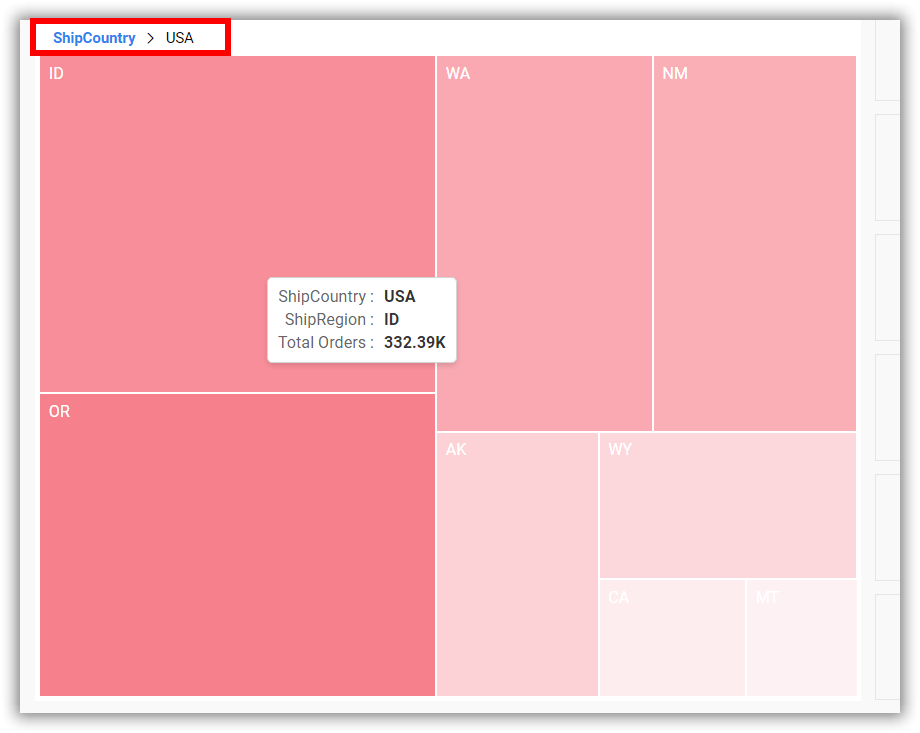 ShipCountry > USA
ID
WA
NM
ShipCountry : USA
ShipRegion : ID
Total Orders : 332.39K
OR
AK
WY
CA
MT